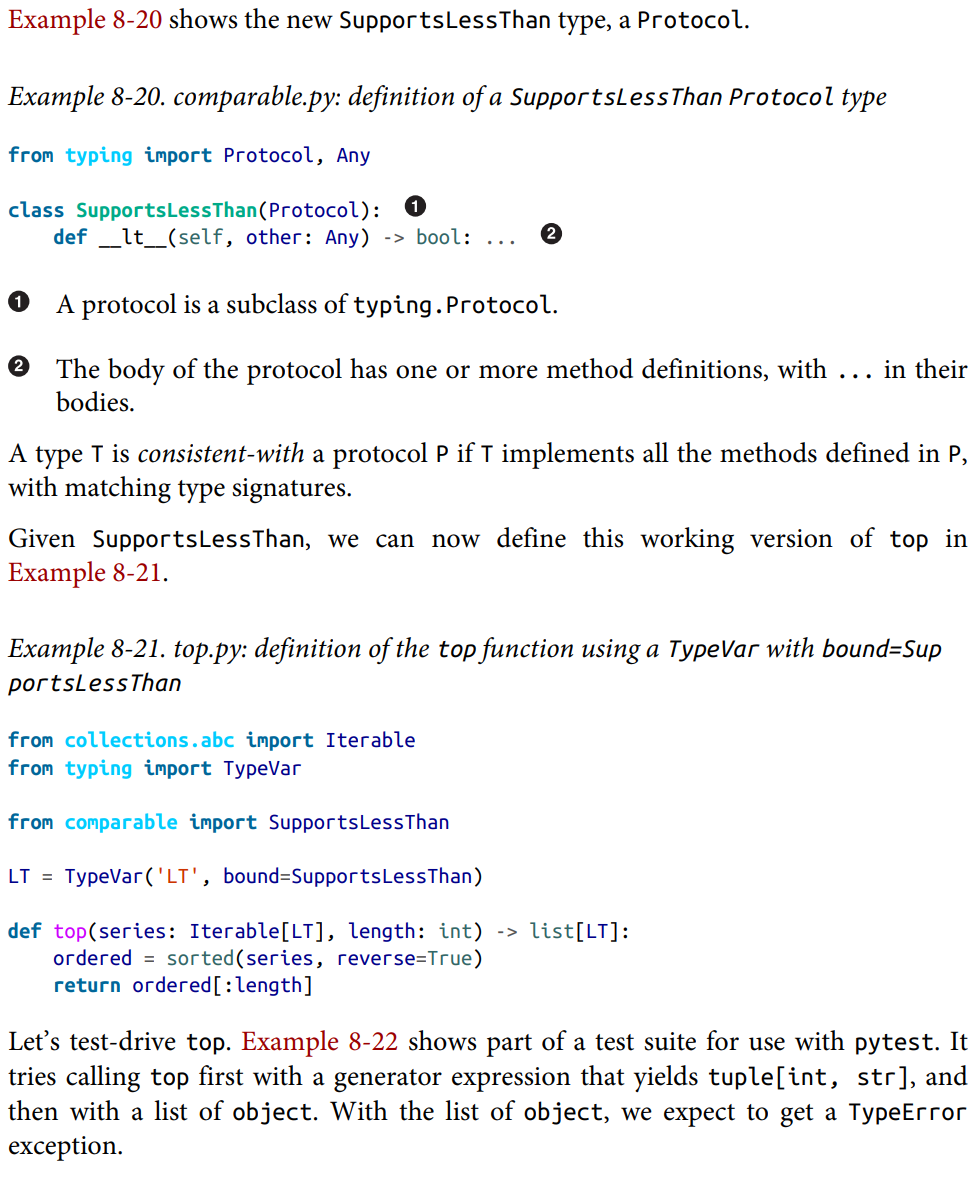 Example 8-20 shows the new SupportsLessThan type, a Protocol.
Example 8-20. comparable.py: definition of a SupportsLessThan Protocol type
from typing import Protocol, Any
class SupportsLessThan(Protocol): ❶
    def __lt__(self, other: Any) -> bool: ... ❷
❶ A protocol is a subclass of typing.Protocol.
❷ The body of the protocol has one or more method definitions, with ... in their
bodies.
A type T is consistent-with a protocol P if T implements all the methods defined in P,
with matching type signatures.
Given SupportsLessThan, we can now define this working version of top in
Example 8-21.
Example 8-21. top.py: definition of the top function using a TypeVar with bound=Sup
portsLessThan
from collections.abc import Iterable
from typing import TypeVar
from comparable import SupportsLessThan
LT = TypeVar('LT', bound=SupportsLessThan)
def top(series: Iterable[LT], length: int) -> list[LT]:
    ordered = sorted(series, reverse=True)
    return ordered[:length]
Let’s test-drive top. Example 8-22 shows part of a test suite for use with pytest. It
tries calling top first with a generator expression that yields tuple[int, str], and
then with a list of object. With the list of object, we expect to get a TypeError
exception.